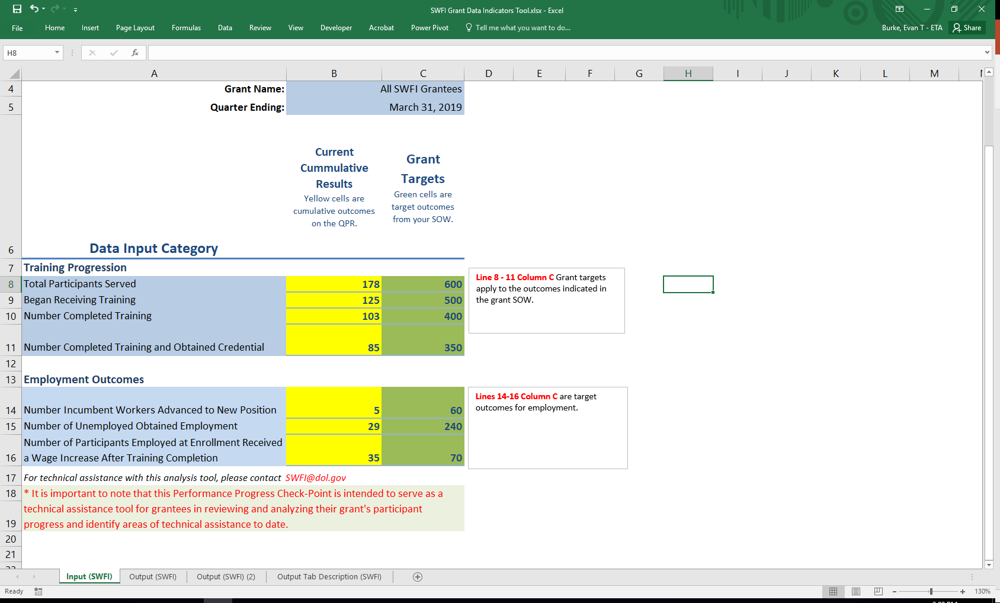 SWFI Grant Data Indicators Tool.xlsx - Excel
File Home Insert Page Layout Formulas Data Review View Developer Acrobat Power Pivot Tell me what you want to do... Burke, Evan T - ETA Share
H8 fx
A B C D E F G H I J K L M
4 Grant Name: All SWFI Grantees
5 Quarter Ending: March 31, 2019
Current
Cummulative
Results
Yellow cells are
cumulative outcomes
on the QPR.
Grant
Targets
Green cells are
target outcomes
from your SOW.
6 Data Input Category
7 Training Progression
8 Total Participants Served 178 600
9 Began Receiving Training 125 500
10 Number Completed Training 103 400
11 Number Completed Training and Obtained Credential 85 350
Line 8 - 11 Column C Grant targets
apply to the outcomes indicated in
the grant SOW.
12
13 Employment Outcomes
14 Number Incumbent Workers Advanced to New Position 5 60
15 Number of Unemployed Obtained Employment 29 240
Number of Participants Employed at Enrollment Received
16 a Wage Increase After Training Completion 35 70
Lines 14-16 Column C are target
outcomes for employment.
17 For technical assistance with this analysis tool, please contact SWFI@dol.gov
18 * It is important to note that this Performance Progress Check-Point is intended to serve as a
technical assistance tool for grantees in reviewing and analyzing their grant's participant
19 progress and identify areas of technical assistance to date.
20
21
Input (SWFI) Output (SWFI) Output (SWFI) (2) Output Tab Description (SWFI)
Ready 130%